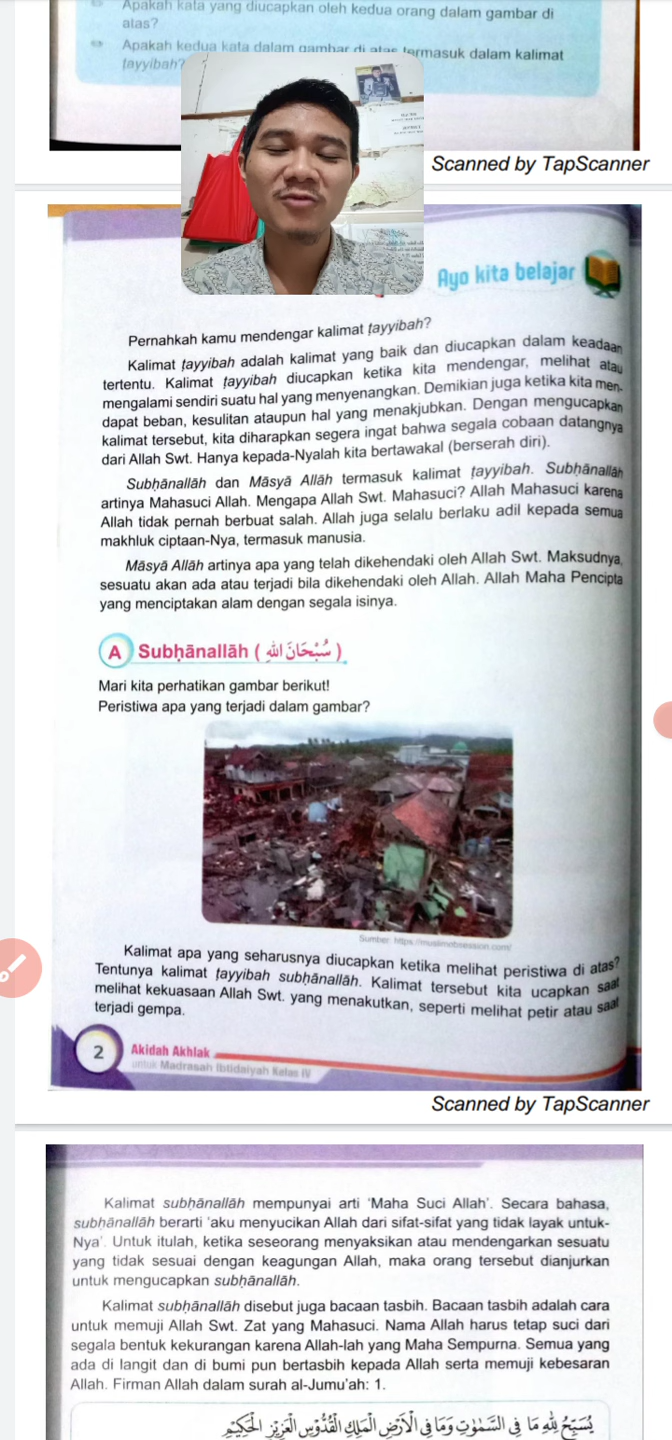 Apakah kata yang diucapkan oleh kedua orang dalam gambar di
atas?
Apakah kedua kata dalam gambar di atas termasuk dalam kalimat
ṭayyibah?
Scanned by TapScanner
Ayo kita belajar
Pernahkah kamu mendengar kalimat ṭayyibah?
Kalimat ṭayyibah adalah kalimat yang baik dan diucapkan dalam keadaan
tertentu. Kalimat ṭayyibah diucapkan ketika kita mendengar, melihat atau
mengalami sendiri suatu hal yang menyenangkan. Demikian juga ketika kita men-
dapat beban, kesulitan ataupun hal yang menakjubkan. Dengan mengucapkan
kalimat tersebut, kita diharapkan segera ingat bahwa segala cobaan datangnya
dari Allah Swt. Hanya kepada-Nyalah kita bertawakal (berserah diri).
Subḥānallāh dan Māsyā Allāh termasuk kalimat ṭayyibah. Subḥānallāh
artinya Mahasuci Allah. Mengapa Allah Swt. Mahasuci? Allah Mahasuci karena
Allah tidak pernah berbuat salah. Allah juga selalu berlaku adil kepada semua
makhluk ciptaan-Nya, termasuk manusia.
Māsyā Allāh artinya apa yang telah dikehendaki oleh Allah Swt. Maksudnya,
sesuatu akan ada atau terjadi bila dikehendaki oleh Allah. Allah Maha Pencipta
yang menciptakan alam dengan segala isinya.
A Subḥānallāh ( سُبْحَانَ اللهِ )
Mari kita perhatikan gambar berikut!
Peristiwa apa yang terjadi dalam gambar?
Sumber: https://muslimobsession.com/
Kalimat apa yang seharusnya diucapkan ketika melihat peristiwa di atas?
Tentunya kalimat ṭayyibah subḥānallāh. Kalimat tersebut kita ucapkan saat
melihat kekuasaan Allah Swt. yang menakutkan, seperti melihat petir atau saat
terjadi gempa.
2 Akidah Akhlak
untuk Madrasah Ibtidaiyah Kelas IV
Scanned by TapScanner
Kalimat subḥānallāh mempunyai arti 'Maha Suci Allah'. Secara bahasa,
subḥānallāh berarti 'aku menyucikan Allah dari sifat-sifat yang tidak layak untuk-
Nya'. Untuk itulah, ketika seseorang menyaksikan atau mendengarkan sesuatu
yang tidak sesuai dengan keagungan Allah, maka orang tersebut dianjurkan
untuk mengucapkan subḥānallāh.
Kalimat subḥānallāh disebut juga bacaan tasbih. Bacaan tasbih adalah cara
untuk memuji Allah Swt. Zat yang Mahasuci. Nama Allah harus tetap suci dari
segala bentuk kekurangan karena Allah-lah yang Maha Sempurna. Semua yang
ada di langit dan di bumi pun bertasbih kepada Allah serta memuji kebesaran
Allah. Firman Allah dalam surah al-Jumu'ah: 1.
يُسَبِّحُ لِلّٰهِ مَا فِى السَّمٰوٰتِ وَمَا فِى الْاَرْضِ الْمَلِكِ الْقُدُّوْسِ الْعَزِيْزِ الْحَكِيْمِ